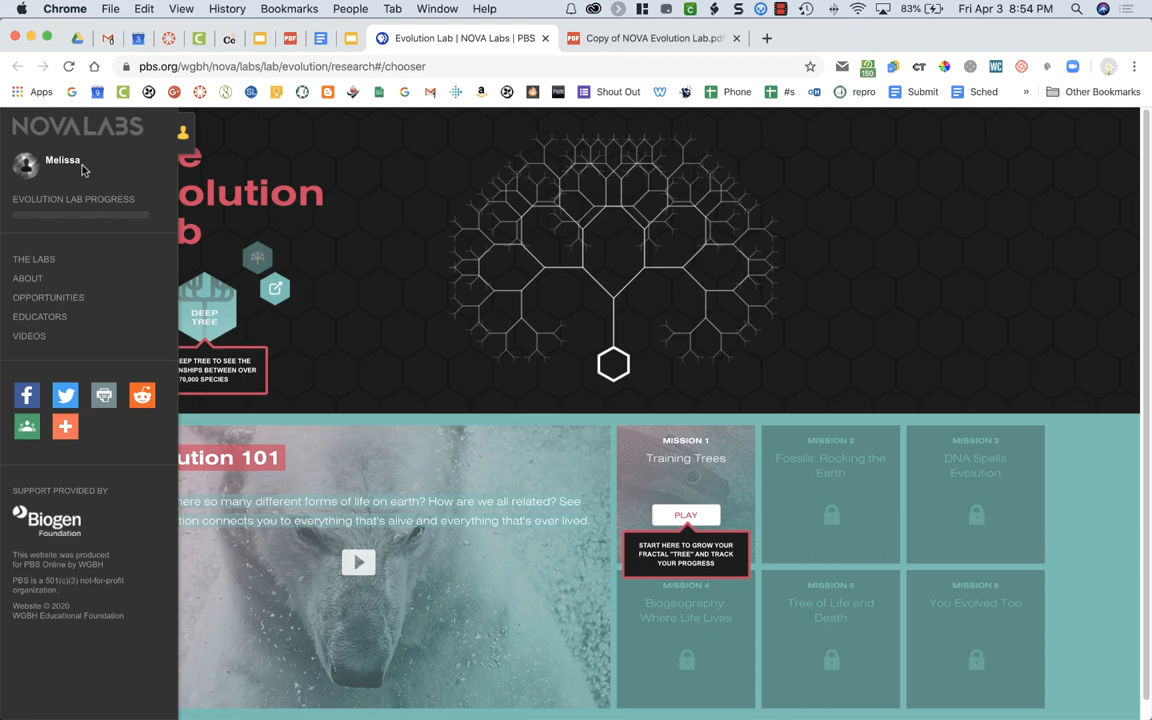 Chrome File Edit View History Bookmarks People Tab Window Help 83% Fri Apr 3 8:54 PM
Evolution Lab | NOVA Labs | PBS Copy of NOVA Evolution Lab.pdf
pbs.org/wgbh/nova/labs/lab/evolution/research#/chooser
Apps Shout Out Phone #s repro Submit Sched » Other Bookmarks
NOVALABS
Melissa
EVOLUTION LAB PROGRESS
THE LABS
ABOUT
OPPORTUNITIES
EDUCATORS
VIDEOS
SUPPORT PROVIDED BY
Biogen
Foundation
This website was produced
for PBS Online by WGBH
PBS is a 501(c)(3) not-for-profit
organization.
Website © 2020
WGBH Educational Foundation
e
olution
b
DEEP
TREE
EEP TREE TO SEE THE
NSHIPS BETWEEN OVER
70,000 SPECIES
ution 101
here so many different forms of life on earth? How are we all related? See
tion connects you to everything that's alive and everything that's ever lived.
MISSION 1
Training Trees
PLAY
START HERE TO GROW YOUR
FRACTAL "TREE" AND TRACK
YOUR PROGRESS
MISSION 2
Fossils: Rocking the
Earth
MISSION 3
DNA Spells
Evolution
MISSION 4
Biogeography:
Where Life Lives
MISSION 5
Tree of Life and
Death
MISSION 6
You Evolved Too